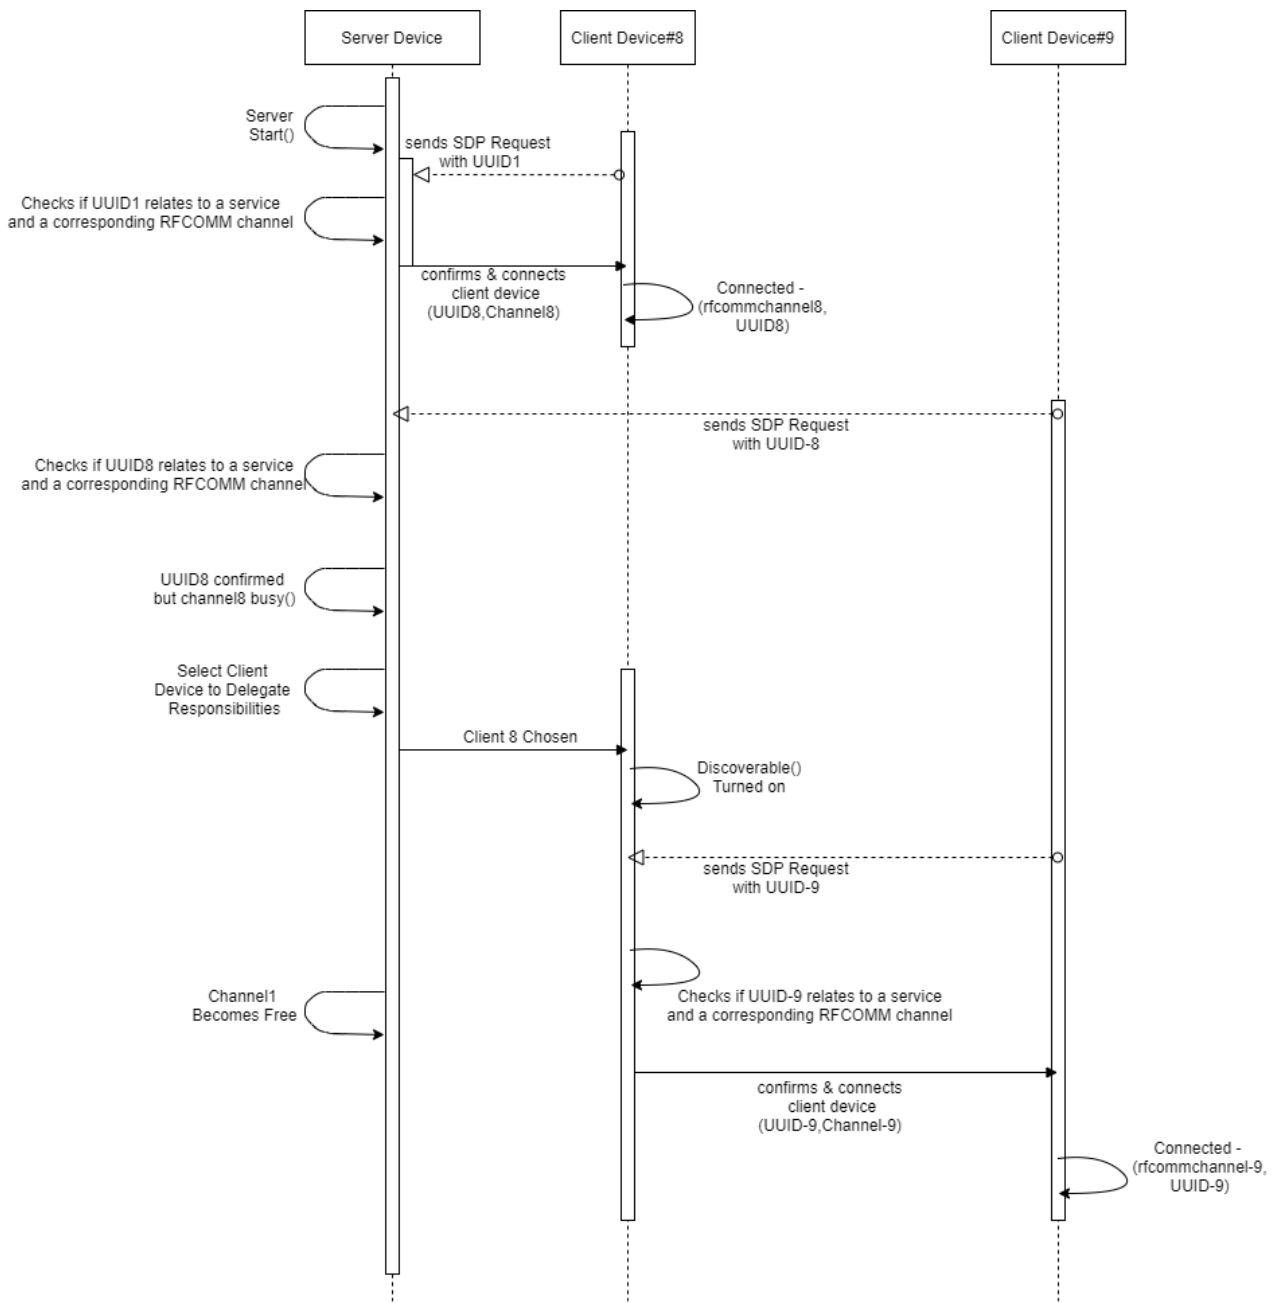 Server Device
Client Device#8
Client Device#9
Server
Start()
sends SDP Request
with UUID1
Checks if UUID1 relates to a service
and a corresponding RFCOMM channel
confirms & connects
client device
(UUID8,Channel8)
Connected -
(rfcommchannel8,
UUID8)
sends SDP Request
with UUID-8
Checks if UUID8 relates to a service
and a corresponding RFCOMM channel
UUID8 confirmed
but channel8 busy()
Select Client
Device to Delegate
Responsibilities
Client 8 Chosen
Discoverable()
Turned on
sends SDP Request
with UUID-9
Checks if UUID-9 relates to a service
and a corresponding RFCOMM channel
Channel1
Becomes Free
confirms & connects
client device
(UUID-9,Channel-9)
Connected -
(rfcommchannel-9,
UUID-9)